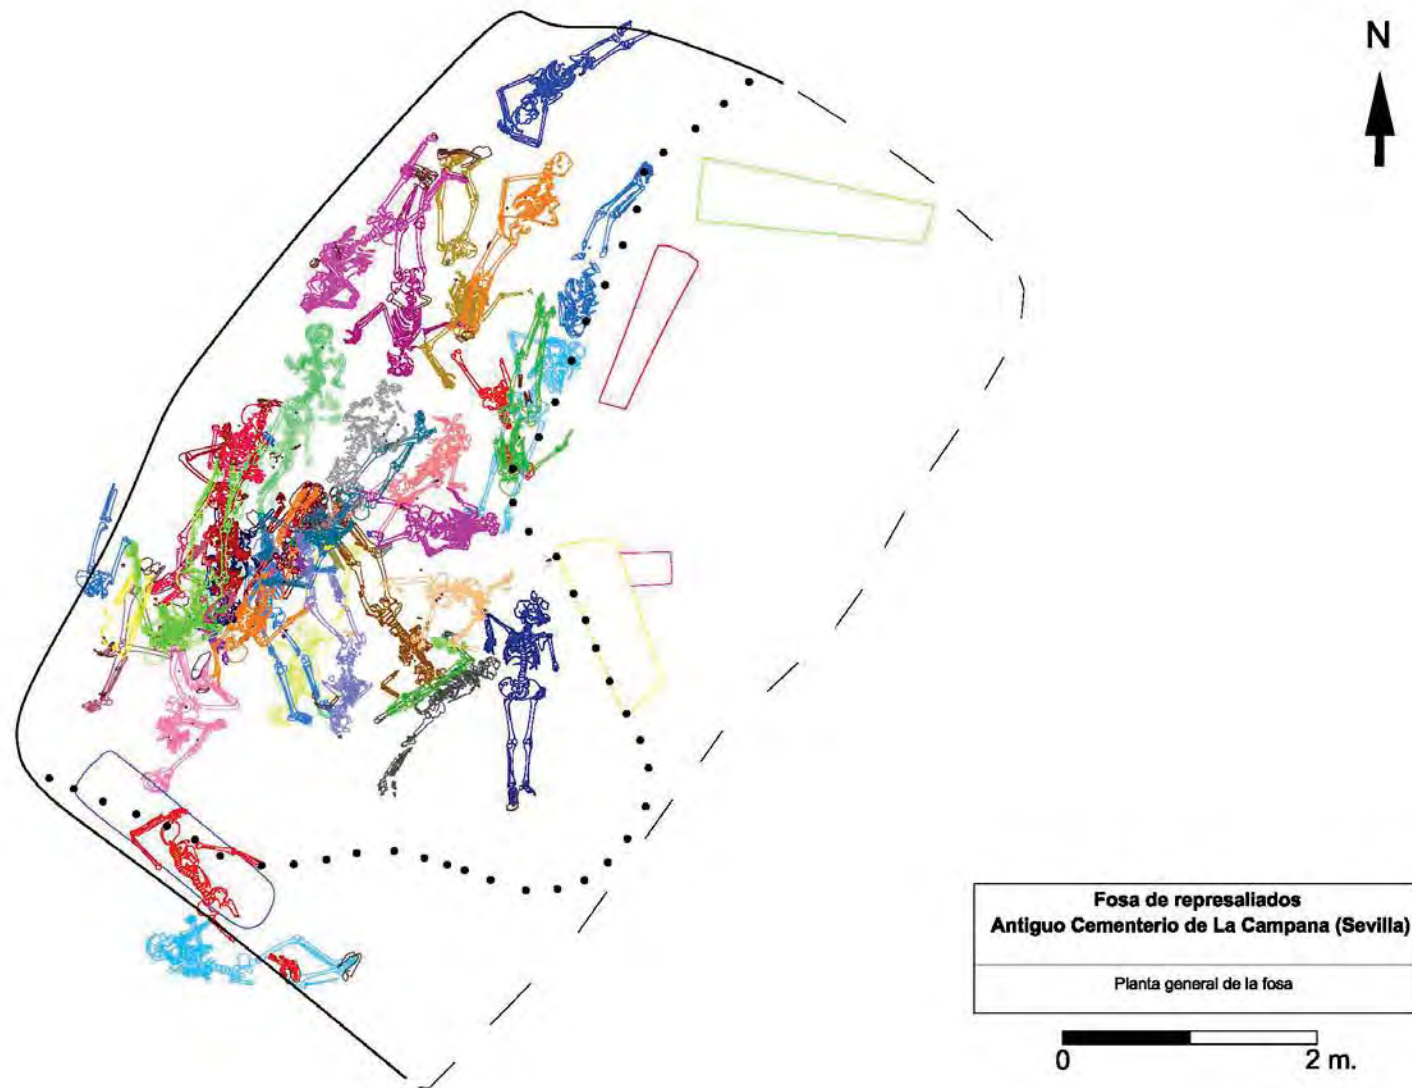 N
Fosa de represaliados
Antiguo Cementerio de La Campana (Sevilla)
Planta general de la fosa
0 2 m.